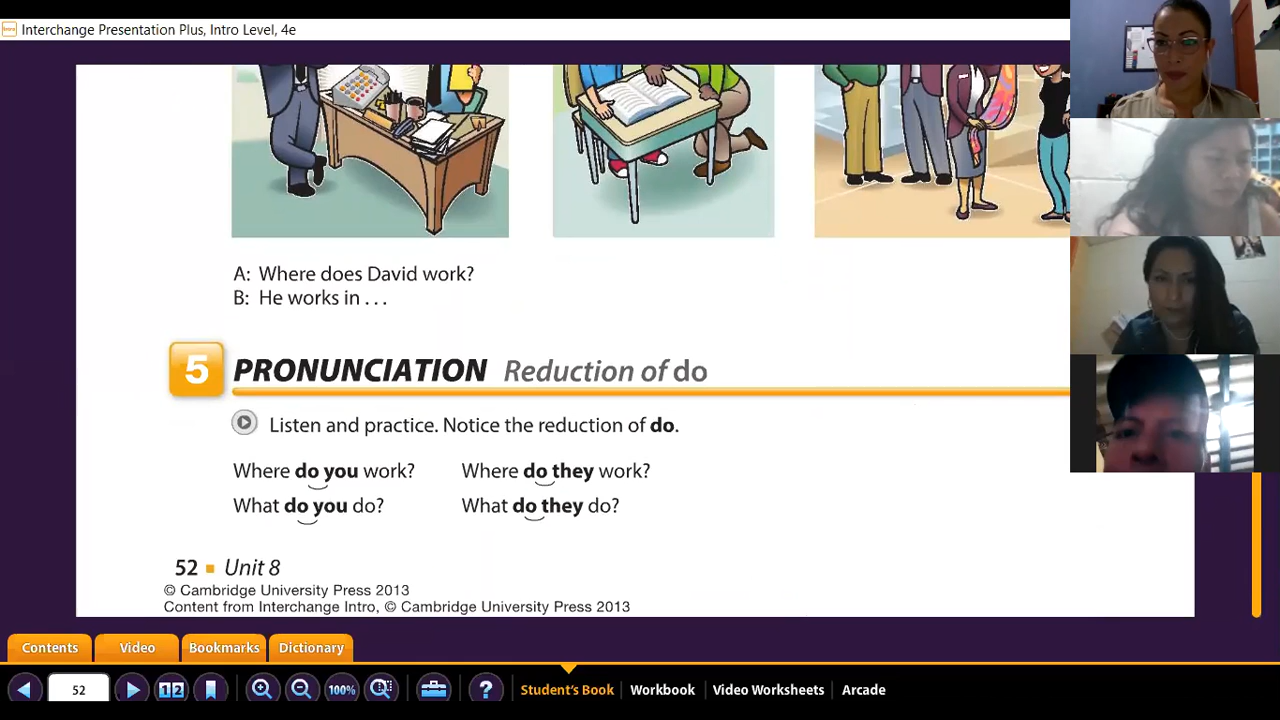 Interchange Presentation Plus, Intro Level, 4e
A: Where does David work?
B: He works in . . .
5 PRONUNCIATION Reduction of do
Listen and practice. Notice the reduction of do.
Where do you work? Where do they work?
What do you do? What do they do?
52 ▪ Unit 8
© Cambridge University Press 2013
Content from Interchange Intro, © Cambridge University Press 2013
Contents Video Bookmarks Dictionary
52 1 2 100% ? Student's Book Workbook Video Worksheets Arcade